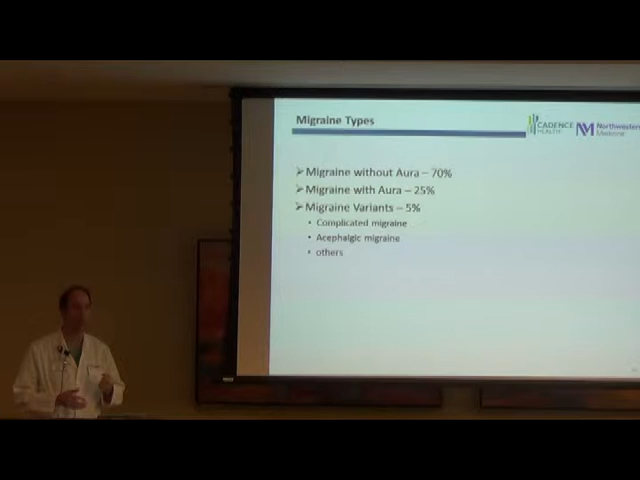 Migraine Types
CADENCE
HEALTH
NM
Northwestern
Medicine
➢Migraine without Aura – 70%
➢Migraine with Aura – 25%
➢Migraine Variants – 5%
• Complicated migraine
• Acephalgic migraine
• others